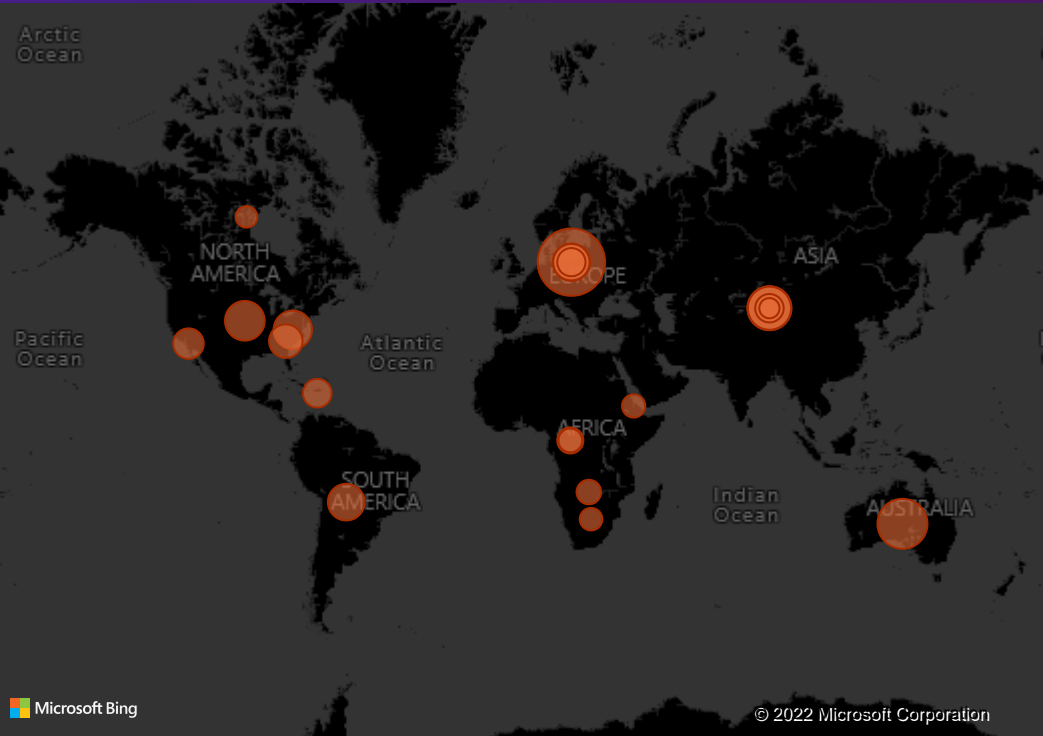 Arctic
Ocean
NORTH
AMERICA
EUROPE
ASIA
Pacific
Ocean
Atlantic
Ocean
AFRICA
SOUTH
AMERICA
Indian
Ocean
AUSTRALIA
Microsoft Bing
© 2022 Microsoft Corporation